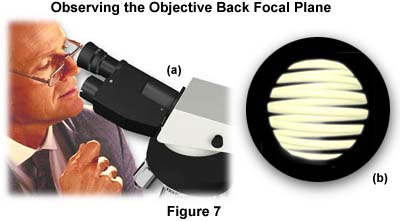 Observing the Objective Back Focal Plane
(a)
(b)
Figure 7